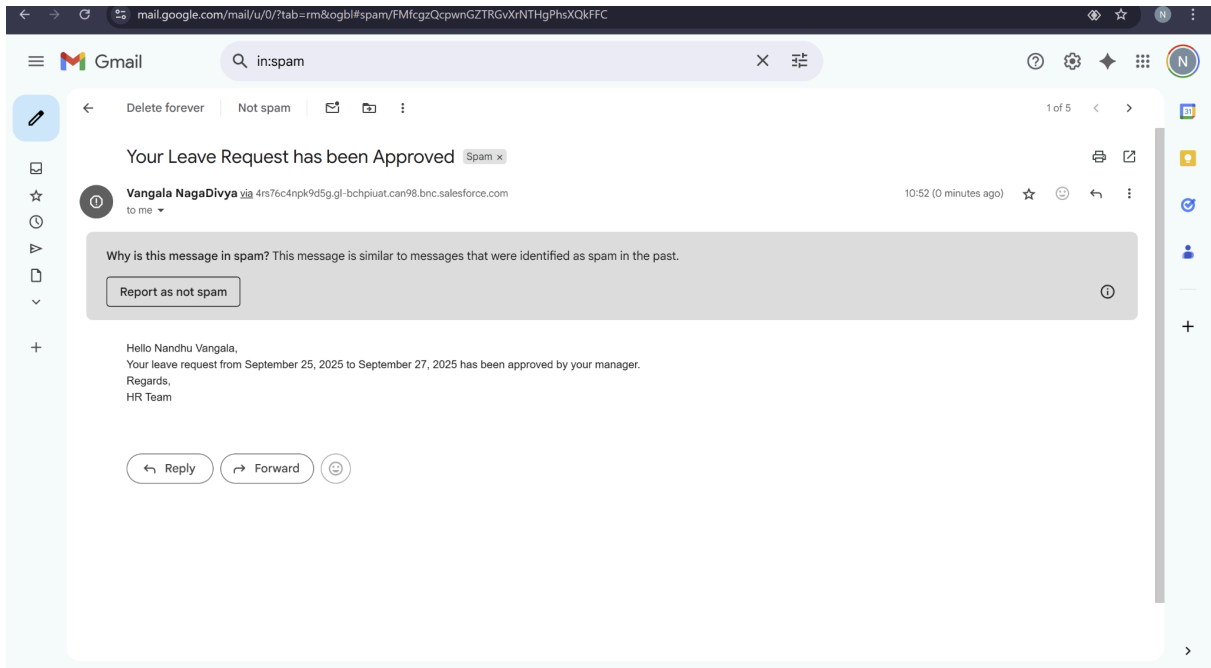 mail.google.com/mail/u/0/?tab=rm&ogbl#spam/FMfcgzQcpwnGZTRGvXrNTHgPhsXQkFFC
N
Gmail
in:spam
N
Delete forever Not spam
1 of 5
31
Your Leave Request has been Approved Spam ×
Vangala NagaDivya via 4rs76c4npk9d5g.gl-bchpiuat.can98.bnc.salesforce.com
10:52 (0 minutes ago)
to me
Why is this message in spam? This message is similar to messages that were identified as spam in the past.
Report as not spam
Hello Nandhu Vangala,
Your leave request from September 25, 2025 to September 27, 2025 has been approved by your manager.
Regards,
HR Team
Reply Forward